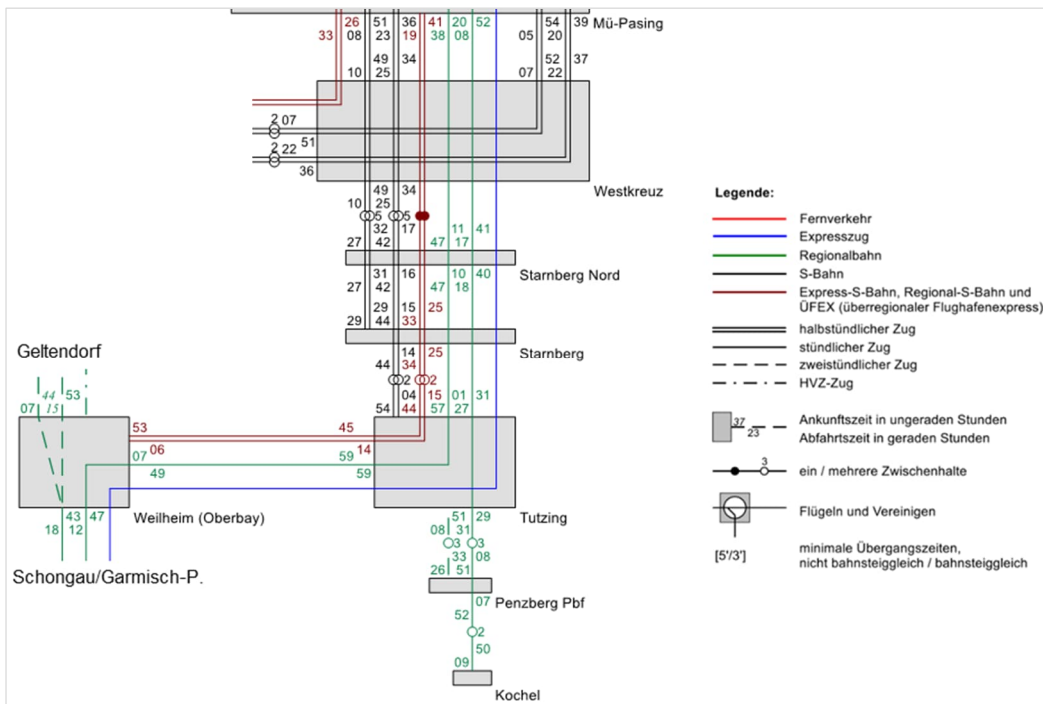 26 51 36 41 20 52 54 39
Mü-Pasing
33 08 23 19 38 08 05 20
49 34 52 37
10 25 07 22
2 07
51
2 22
36
Westkreuz
49 34
10 25
5 5
32 17 11 41
27 42 47 17
Starnberg Nord
31 16 10 40
27 42 47 18
29 15 25
29 44 33
Starnberg
14 25
44 34
2 2
04 15 01 31
54 44 57 27
Geltendorf
44 53
07 15
53 45
06 14
07 59
49 59
43 47
18 12
Weilheim (Oberbay)
Tutzing
Schongau/Garmisch-P.
51 29
08 31
3 3
33 08
26 51
Penzberg Pbf
07
52
2
50
09
Kochel
Legende:
Fernverkehr
Expresszug
Regionalbahn
S-Bahn
Express-S-Bahn, Regional-S-Bahn und
ÜFEX (überregionaler Flughafenexpress)
halbstündlicher Zug
stündlicher Zug
zweistündlicher Zug
HVZ-Zug
37
23
Ankunftszeit in ungeraden Stunden
Abfahrtszeit in geraden Stunden
3
ein / mehrere Zwischenhalte
Flügeln und Vereinigen
[5'/3']
minimale Übergangszeiten,
nicht bahnsteiggleich / bahnsteiggleich